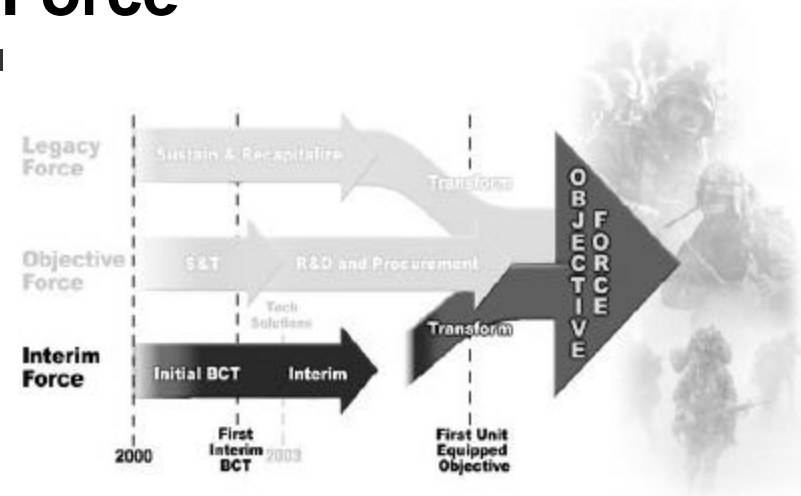 Force
Legacy
Force
Sustain & Recapitalize
Transform
Objective
Force
S&T
R&D and Procurement
Tech
Solutions
Transform
Interim
Force
Initial BCT
Interim
OBJECTIVE
FORCE
2000
First
Interim
BCT
2003
First Unit
Equipped
Objective